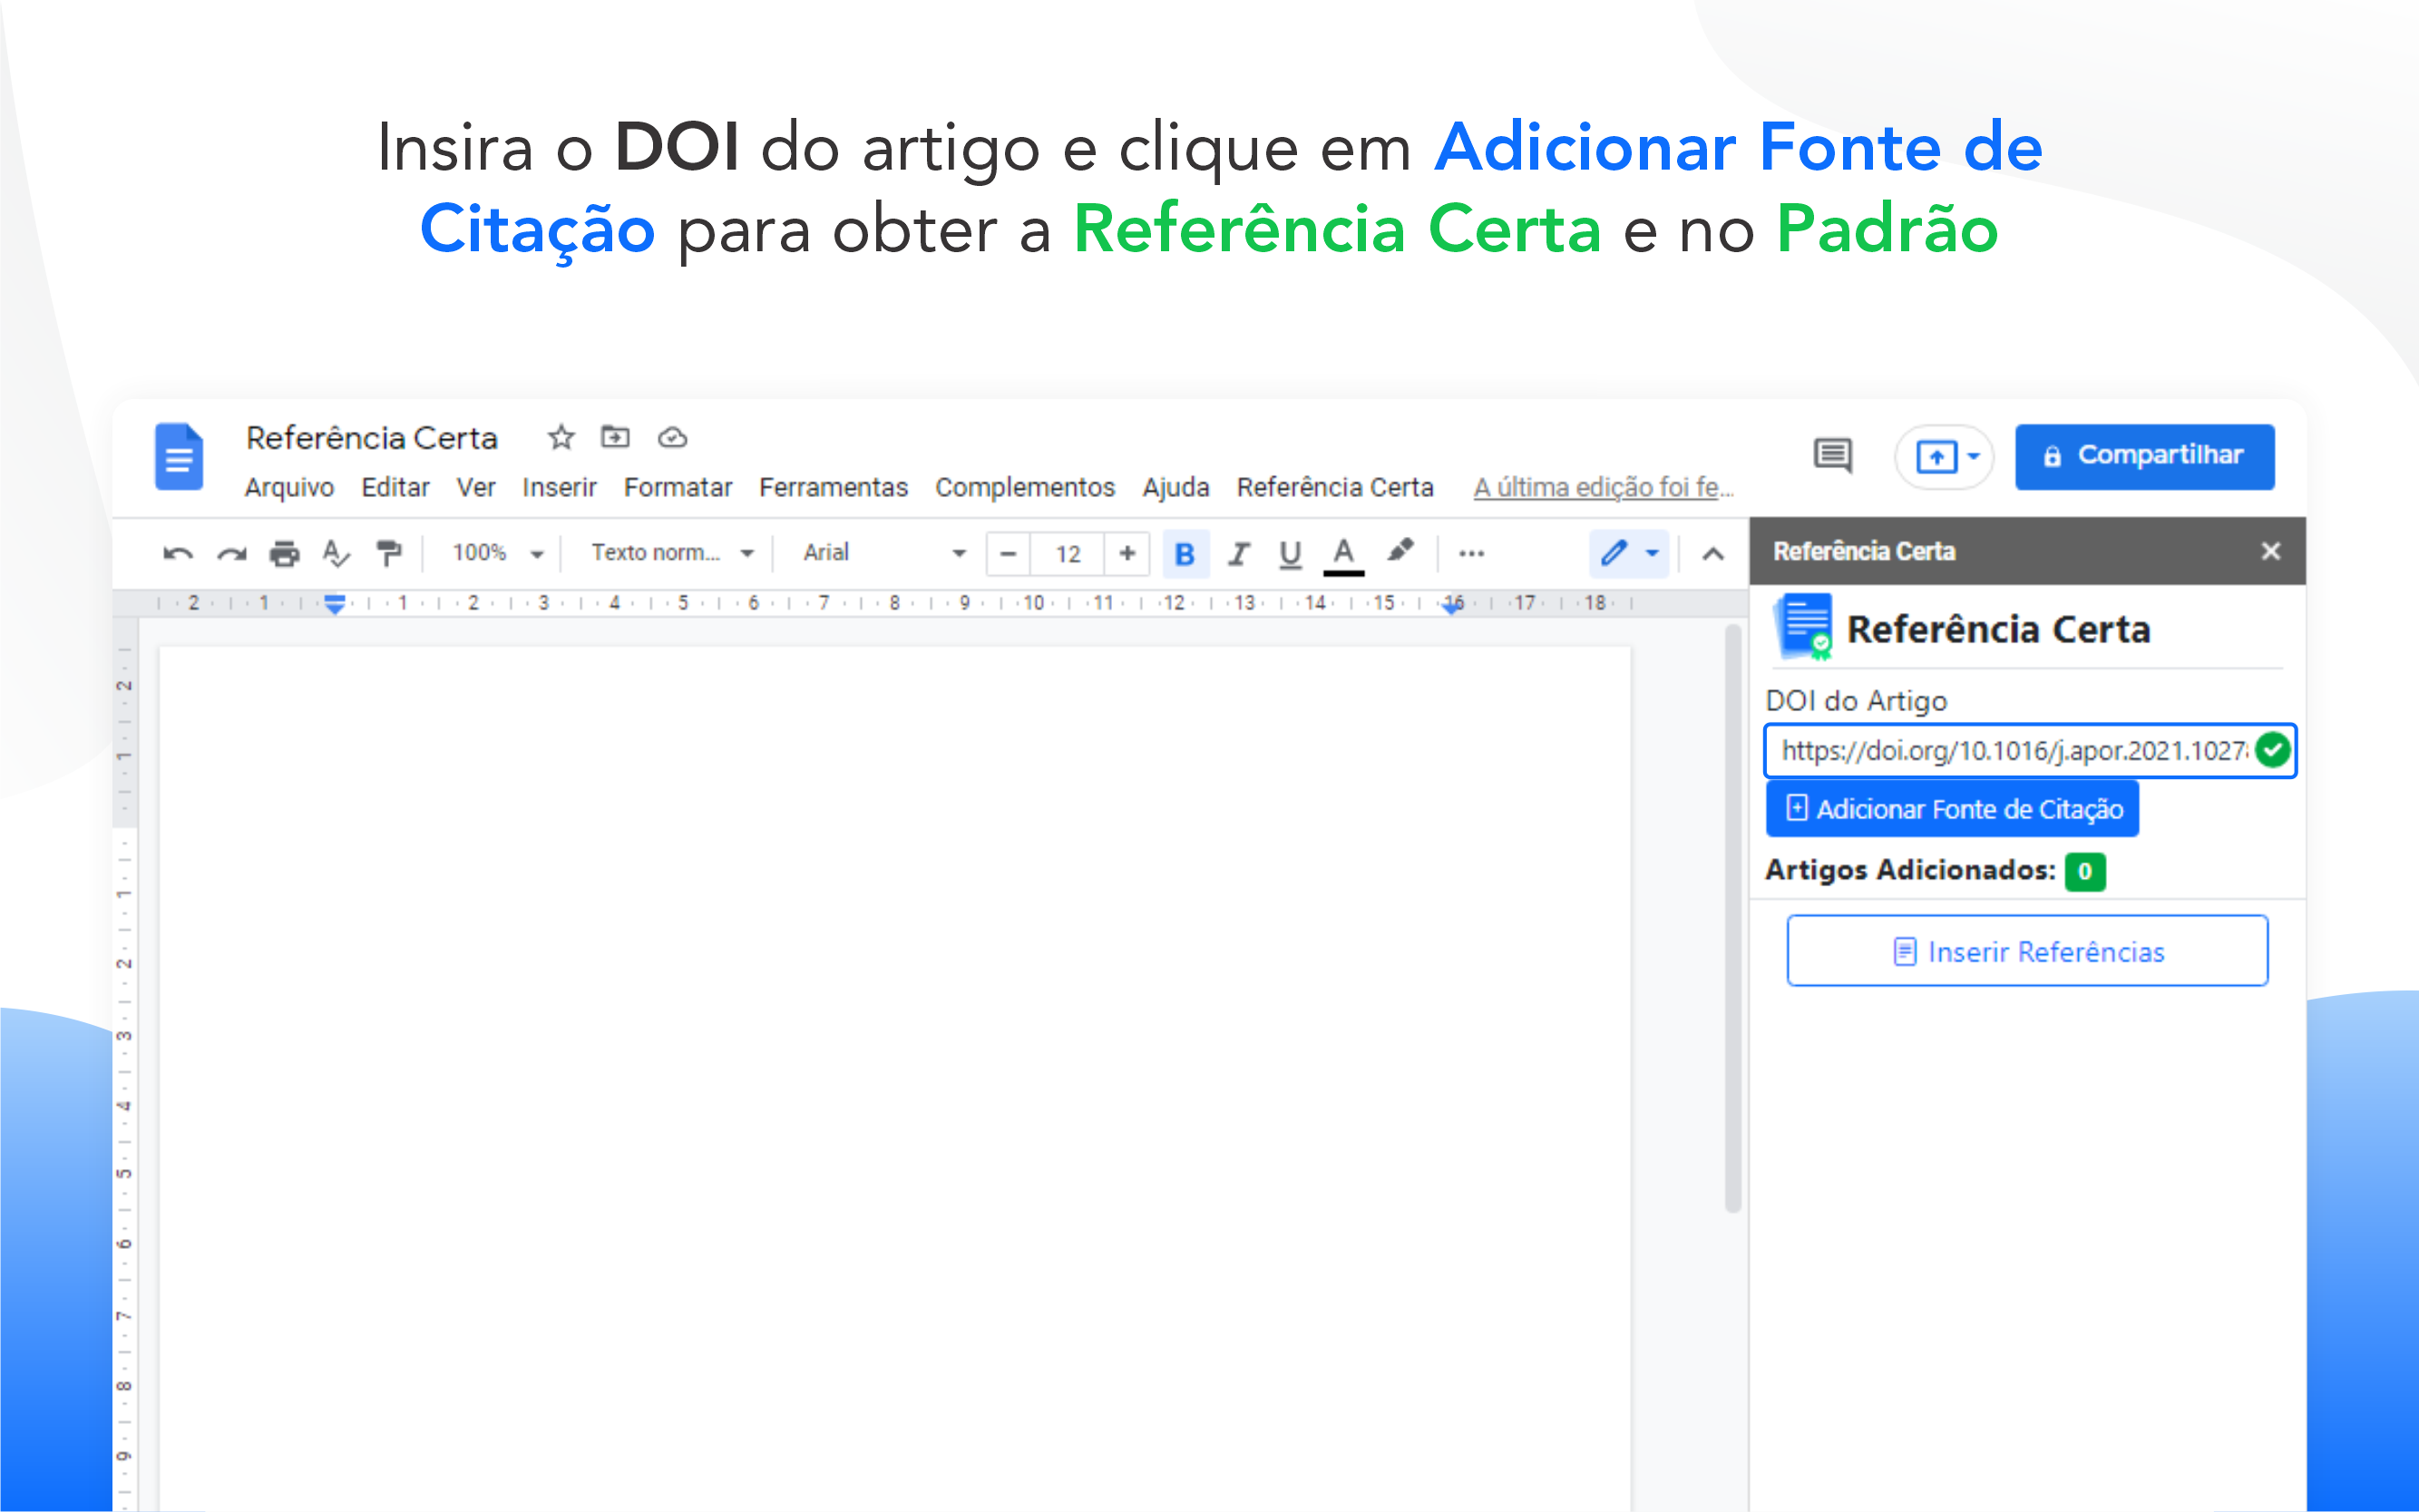 Insira o DOI do artigo e clique em Adicionar Fonte de
Citação para obter a Referência Certa e no Padrão
Referência Certa
Compartilhar
Arquivo Editar Ver Inserir Formatar Ferramentas Complementos Ajuda Referência Certa A última edição foi fe...
100% Texto norm... Arial 12 B I U A
Referência Certa
2 1 1 2 3 4 5 6 7 8 9 10 11 12 13 14 15 16 17 18
Referência Certa
DOI do Artigo
https://doi.org/10.1016/j.apor.2021.1027
Adicionar Fonte de Citação
Artigos Adicionados: 0
Inserir Referências
2
1
1
2
3
4
5
6
7
8
9